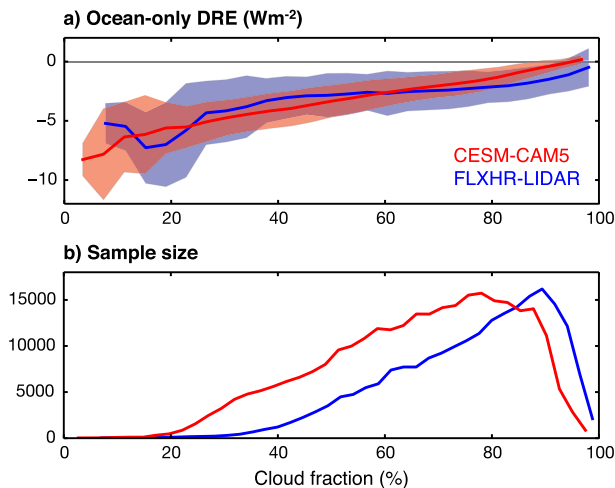 a) Ocean-only DRE (Wm-2)
0
−5
−10
CESM-CAM5
FLXHR-LIDAR
0 20 40 60 80 100
b) Sample size
15000
10000
5000
0
0 20 40 60 80 100
Cloud fraction (%)